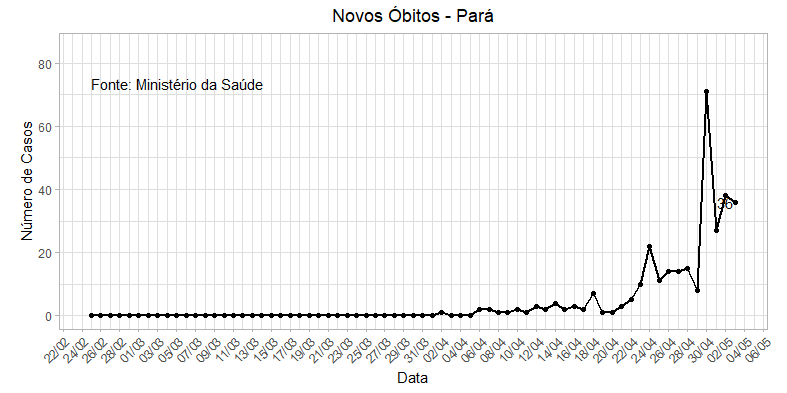 Novos Óbitos - Pará
Fonte: Ministério da Saúde
Número de Casos
80
60
40
20
0
36
22/02 24/02 26/02 28/02 01/03 03/03 05/03 07/03 09/03 11/03 13/03 15/03 17/03 19/03 21/03 23/03 25/03 27/03 29/03 31/03 02/04 04/04 06/04 08/04 10/04 12/04 14/04 16/04 18/04 20/04 22/04 24/04 26/04 28/04 30/04 02/05 04/05 06/05
Data